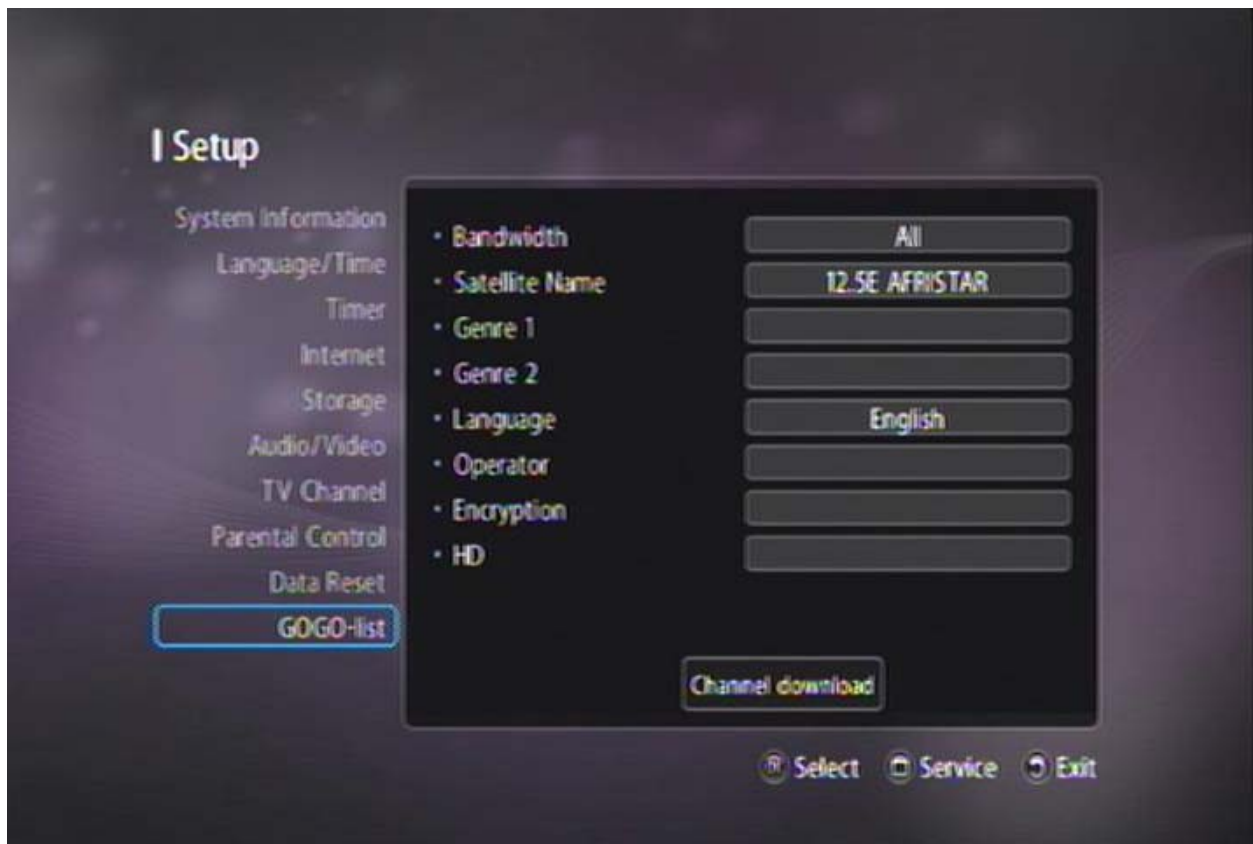 Setup
System Information
Language/Time
Timer
Internet
Storage
Audio/Video
TV Channel
Parental Control
Data Reset
GOGO-list
Bandwidth All
Satellite Name 12.5E AFRISTAR
Genre 1
Genre 2
Language English
Operator
Encryption
HD
Channel download
Select Service Exit